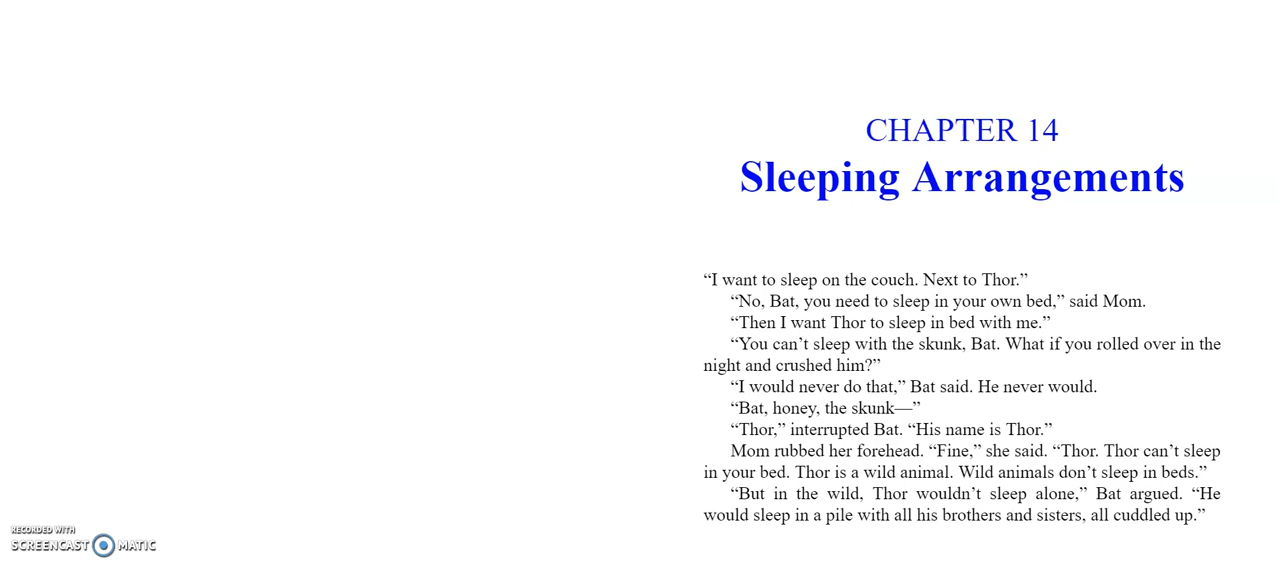 CHAPTER 14
Sleeping Arrangements
“I want to sleep on the couch. Next to Thor.”
“No, Bat, you need to sleep in your own bed,” said Mom.
“Then I want Thor to sleep in bed with me.”
“You can’t sleep with the skunk, Bat. What if you rolled over in the
night and crushed him?”
“I would never do that,” Bat said. He never would.
“Bat, honey, the skunk—”
“Thor,” interrupted Bat. “His name is Thor.”
Mom rubbed her forehead. “Fine,” she said. “Thor. Thor can’t sleep
in your bed. Thor is a wild animal. Wild animals don’t sleep in beds.”
“But in the wild, Thor wouldn’t sleep alone,” Bat argued. “He
would sleep in a pile with all his brothers and sisters, all cuddled up.”
RECORDED WITH
SCREENCAST MATIC